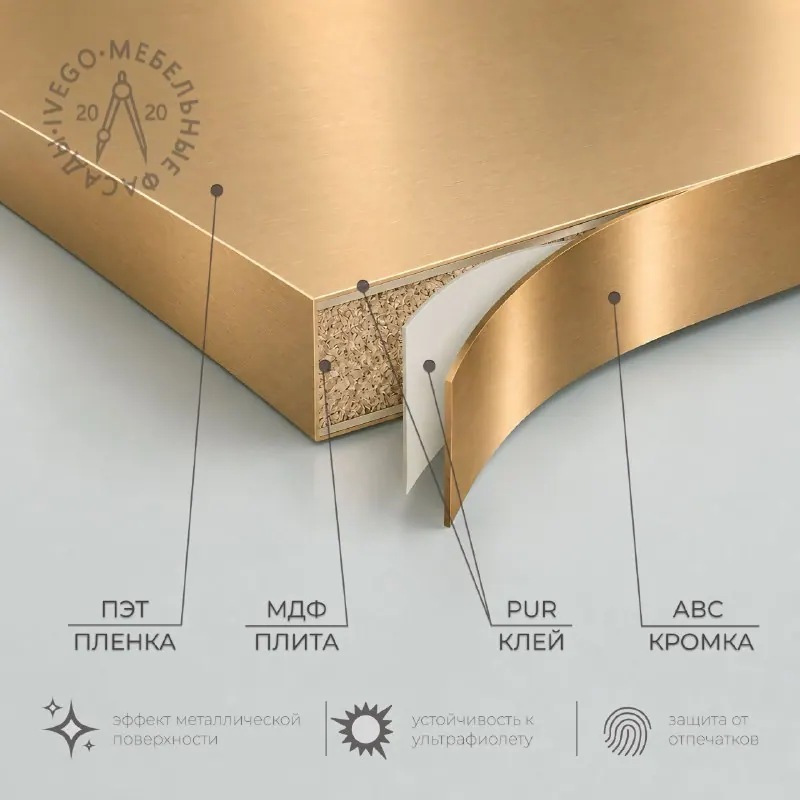 IVEGO·МЕБЕЛЬНЫЕ ФАСАДЫ·
20 20
ПЭТ
ПЛЕНКА
МДФ
ПЛИТА
PUR
КЛЕЙ
ABC
КРОМКА
эффект металлической
поверхности
устойчивость к
ультрафиолету
защита от
отпечатков